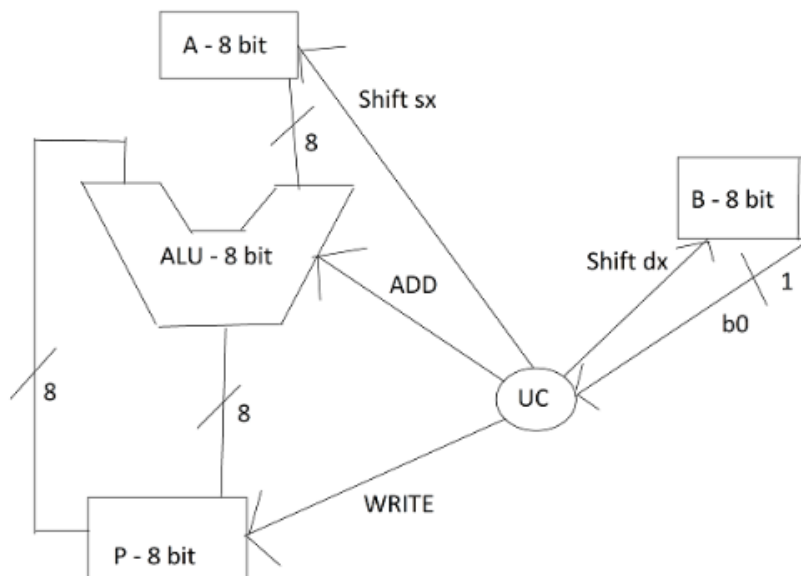 A - 8 bit
Shift sx
8
B - 8 bit
ALU - 8 bit
Shift dx
1
ADD
b0
8
8
UC
WRITE
P - 8 bit